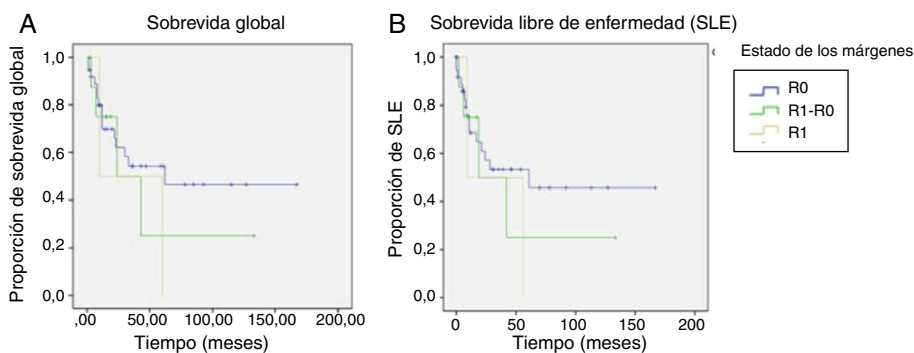 A
Sobrevida global
Proporción de sobrevida global
1,0
0,8
0,6
0,4
0,2
0,0
,00
50,00
100,00
150,00
200,00
Tiempo (meses)
B
Sobrevida libre de enfermedad (SLE)
Proporción de SLE
1,0
0,8
0,6
0,4
0,2
0,0
0
50
100
150
200
Tiempo (meses)
Estado de los márgenes
R0
R1-R0
R1